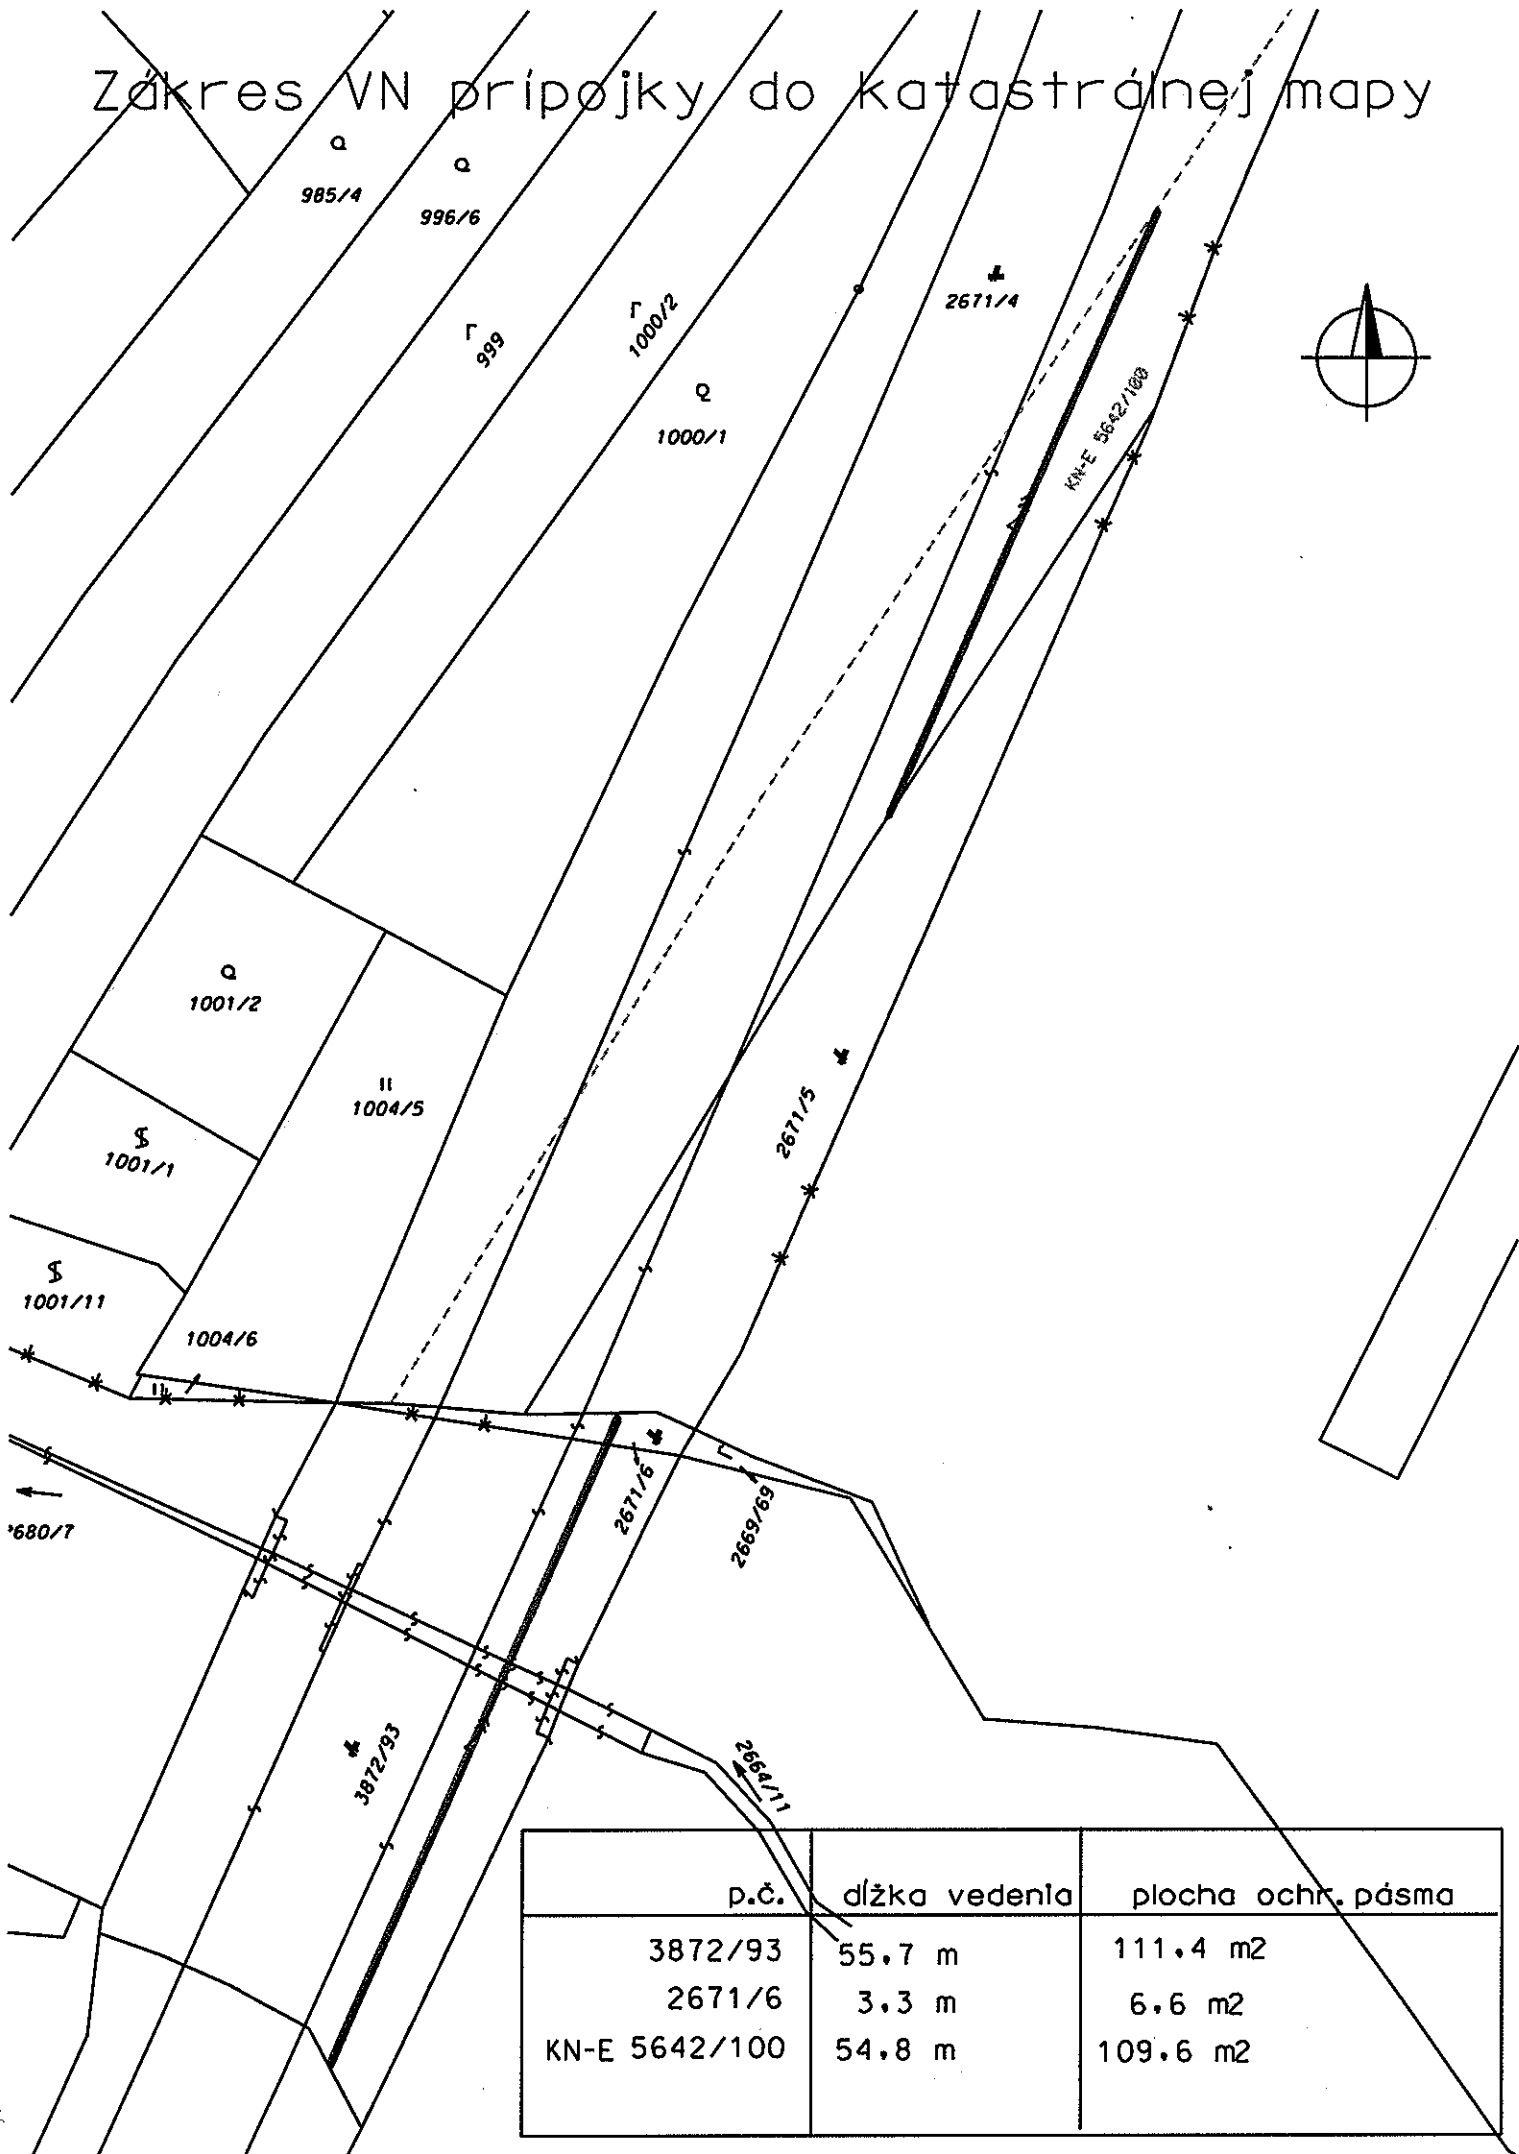 Zákres VN prípojky do katastrálnej mapy
985/4
996/6
999
1000/2
1000/1
2671/4
KN-E 5642/100
1001/2
1004/5
1001/1
1001/11
1004/6
2671/5
2671/6
2669/69
680/7
3872/93
2664/11
p.č. dĺžka vedenia plocha ochr. pásma
3872/93 55.7 m 111.4 m2
2671/6 3.3 m 6.6 m2
KN-E 5642/100 54.8 m 109.6 m2